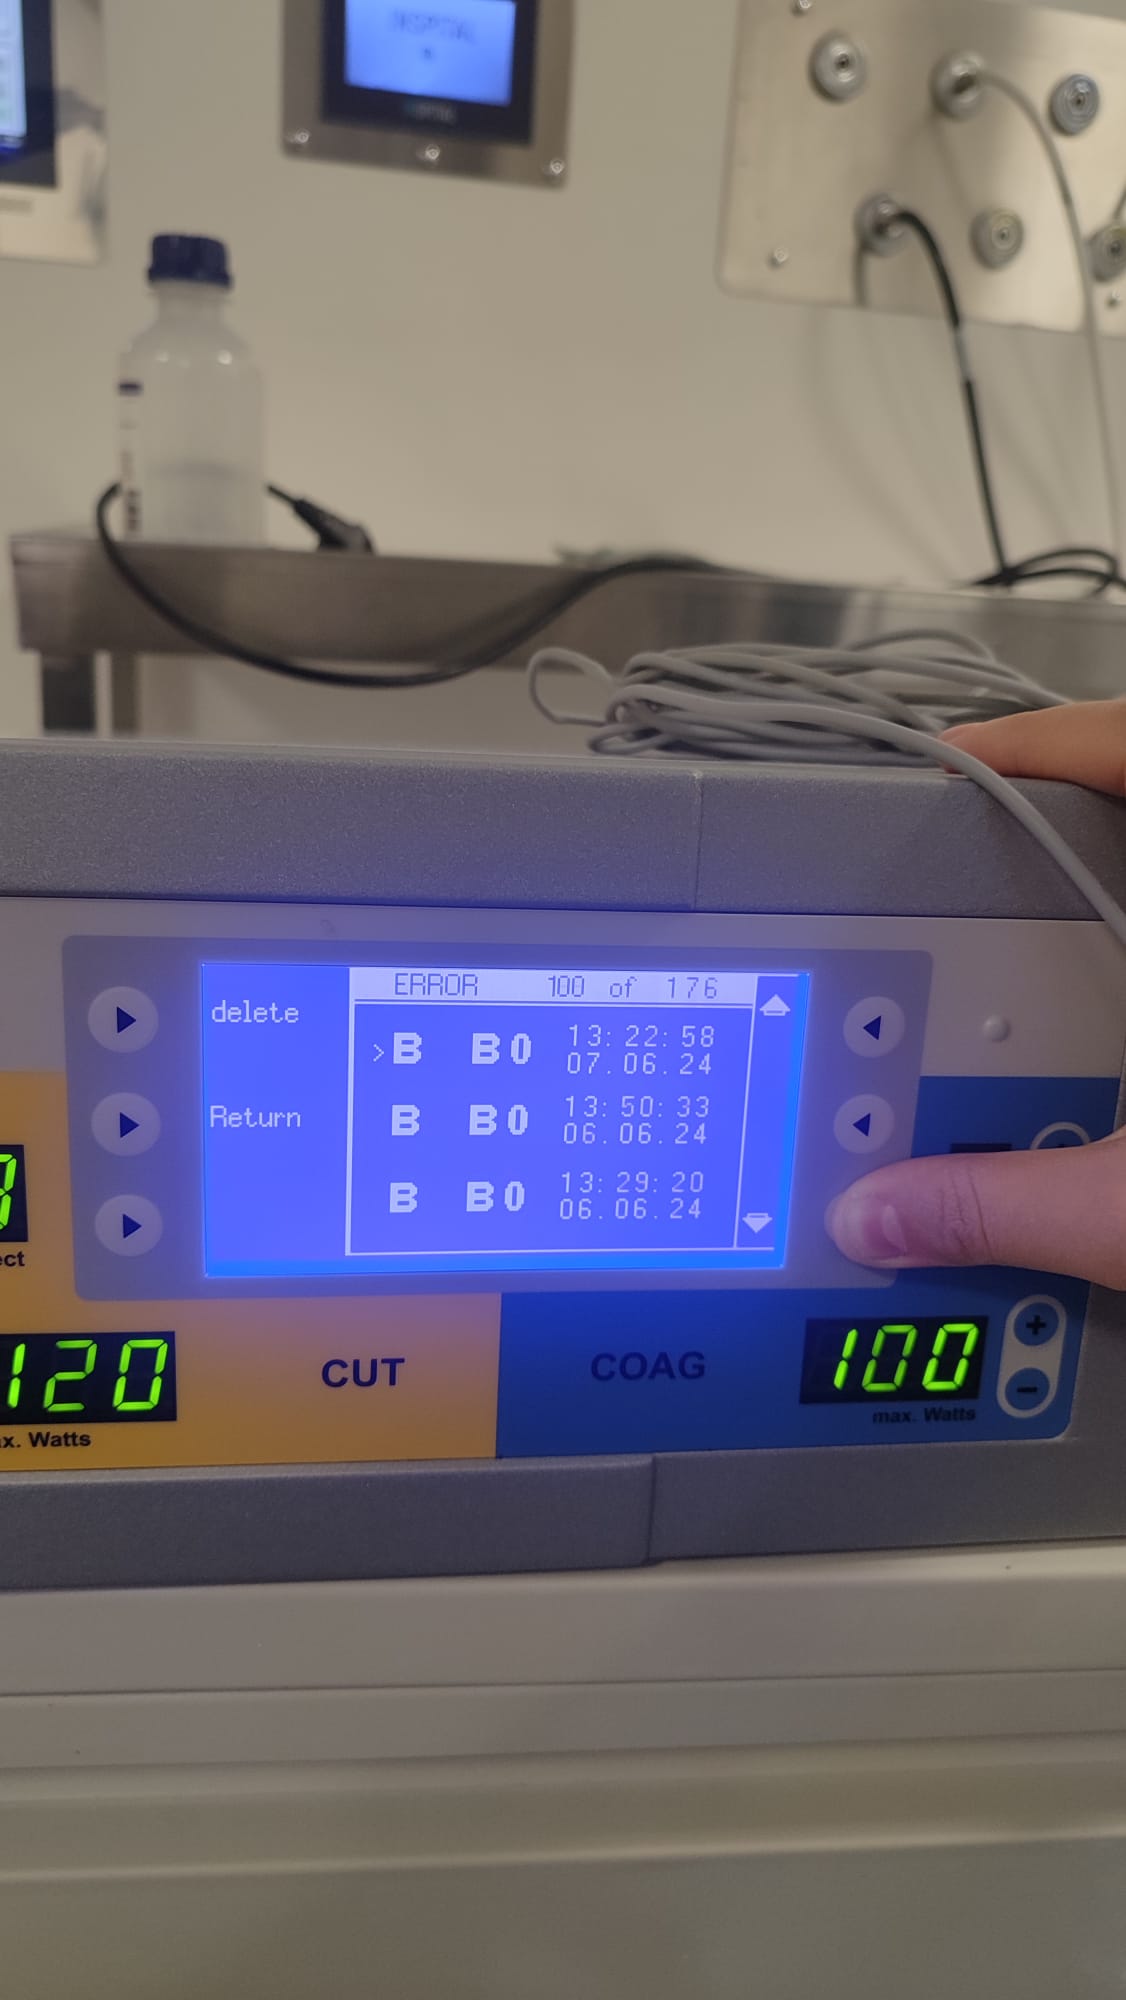 delete
Return
ERROR 100 of 176
>B B0 13:22:58
07.06.24
B B0 13:50:33
06.06.24
B B0 13:29:20
06.06.24
ect
120
x. Watts
CUT
COAG
100
max. Watts
+
-